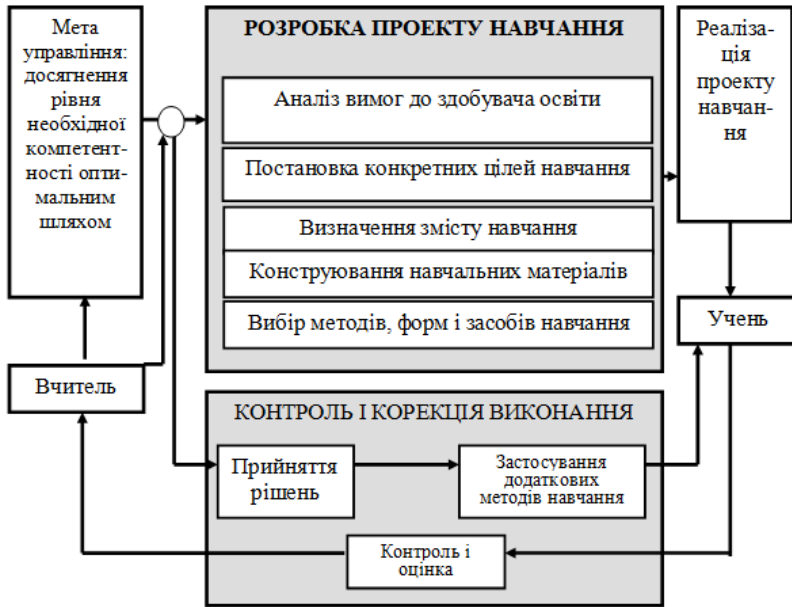 Мета
управління:
досягнення
рівня
необхідної
компетент-
ності опти-
мальним
шляхом
РОЗРОБКА ПРОЕКТУ НАВЧАННЯ
Аналіз вимог до здобувача освіти
Постановка конкретних цілей навчання
Визначення змісту навчання
Конструювання навчальних матеріалів
Вибір методів, форм і засобів навчання
Реаліза-
ція
проекту
навчан-
ня
Учень
Вчитель
КОНТРОЛЬ І КОРЕКЦІЯ ВИКОНАННЯ
Прийняття
рішень
Застосування
додаткових
методів навчання
Контроль і
оцінка